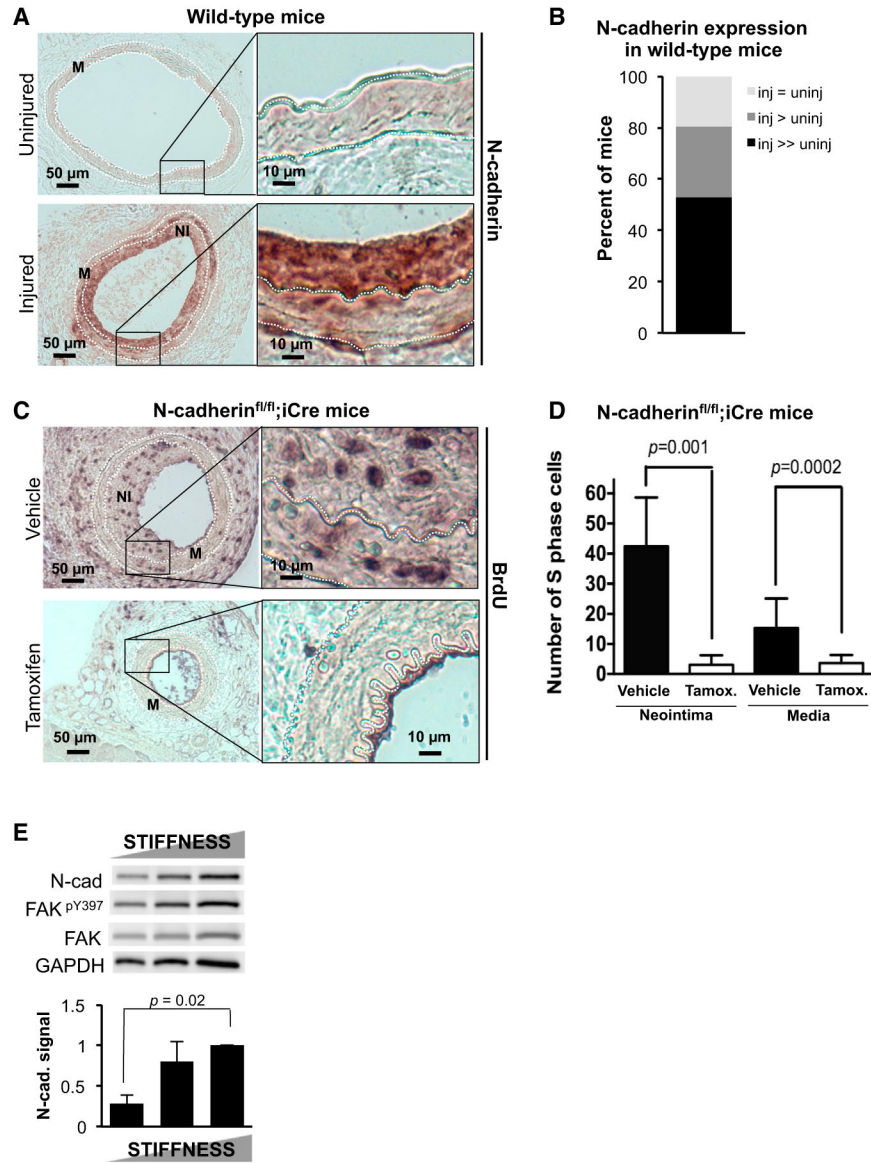 A
Wild-type mice
Uninjured
M
50 µm
10 µm
Injured
NI
M
50 µm
10 µm
N-cadherin
B
N-cadherin expression
in wild-type mice
Percent of mice
100
80
60
40
20
0
inj = uninj
inj > uninj
inj >> uninj
C
N-cadherinfl/fl;iCre mice
Vehicle
NI
M
50 µm
10 µm
Tamoxifen
M
50 µm
10 µm
BrdU
D
N-cadherinfl/fl;iCre mice
p=0.001
p=0.0002
Number of S phase cells
60
50
40
30
20
10
0
Vehicle Tamox. Vehicle Tamox.
Neointima Media
E
STIFFNESS
N-cad
FAK pY397
FAK
GAPDH
p = 0.02
N-cad. signal
1.5
1
0.5
0
STIFFNESS